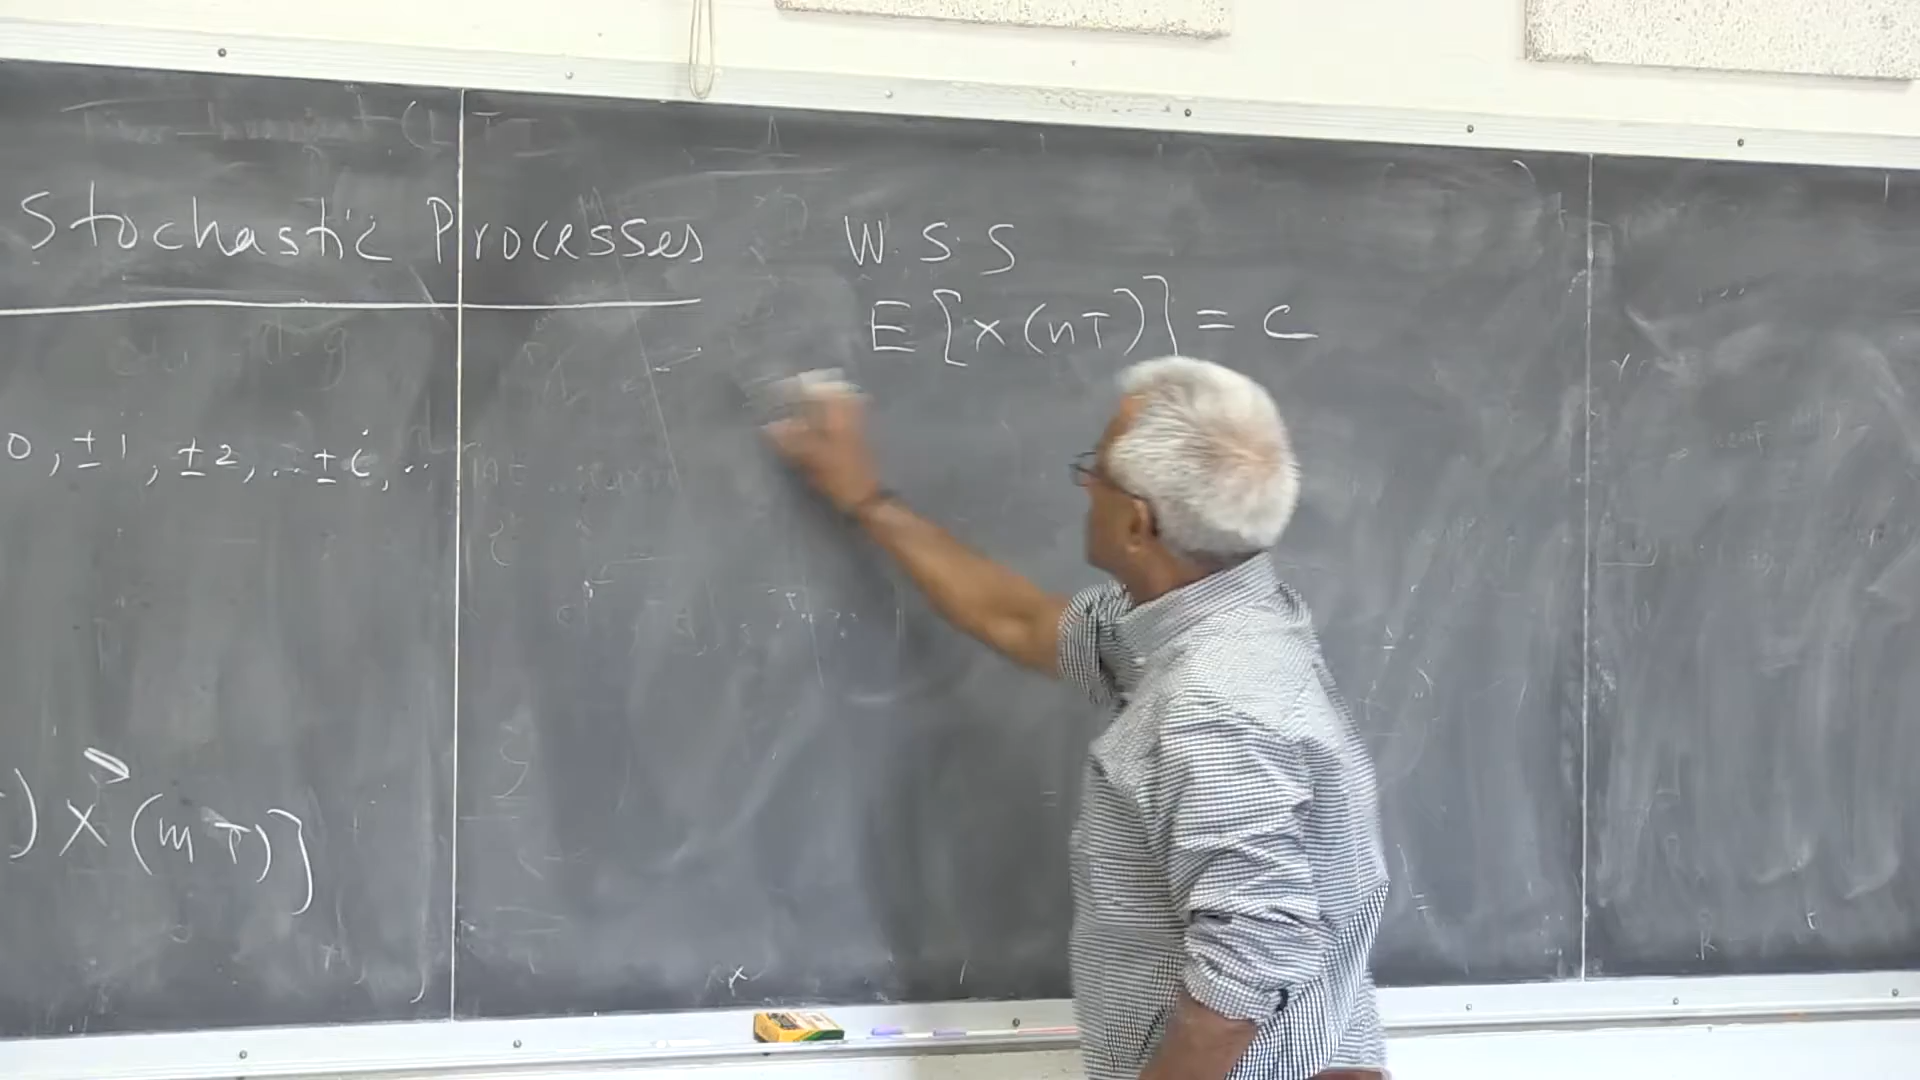 Stochastic Processes
W.S.S
E[x(nT)] = c
0, ±1, ±2, .. ±i, ..
) x (mT)]